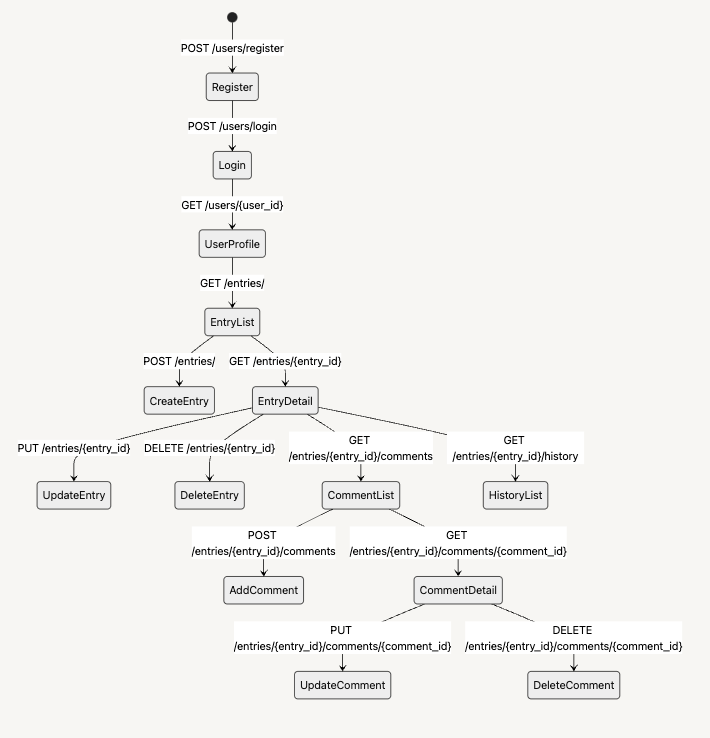 POST /users/register
Register
POST /users/login
Login
GET /users/{user_id}
UserProfile
GET /entries/
EntryList
POST /entries/
GET /entries/{entry_id}
CreateEntry
EntryDetail
PUT /entries/{entry_id}
DELETE /entries/{entry_id}
GET
/entries/{entry_id}/comments
GET
/entries/{entry_id}/history
UpdateEntry
DeleteEntry
CommentList
HistoryList
POST
/entries/{entry_id}/comments
GET
/entries/{entry_id}/comments/{comment_id}
AddComment
CommentDetail
PUT
/entries/{entry_id}/comments/{comment_id}
DELETE
/entries/{entry_id}/comments/{comment_id}
UpdateComment
DeleteComment